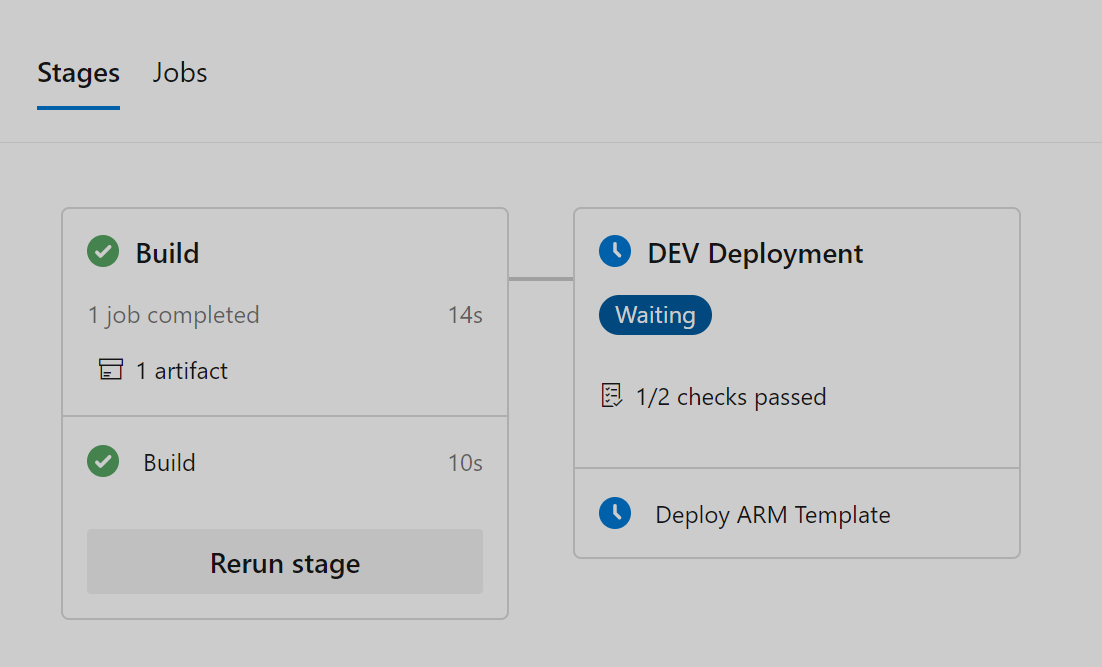 Stages Jobs
Build
1 job completed 14s
1 artifact
Build 10s
Rerun stage
DEV Deployment
Waiting
1/2 checks passed
Deploy ARM Template